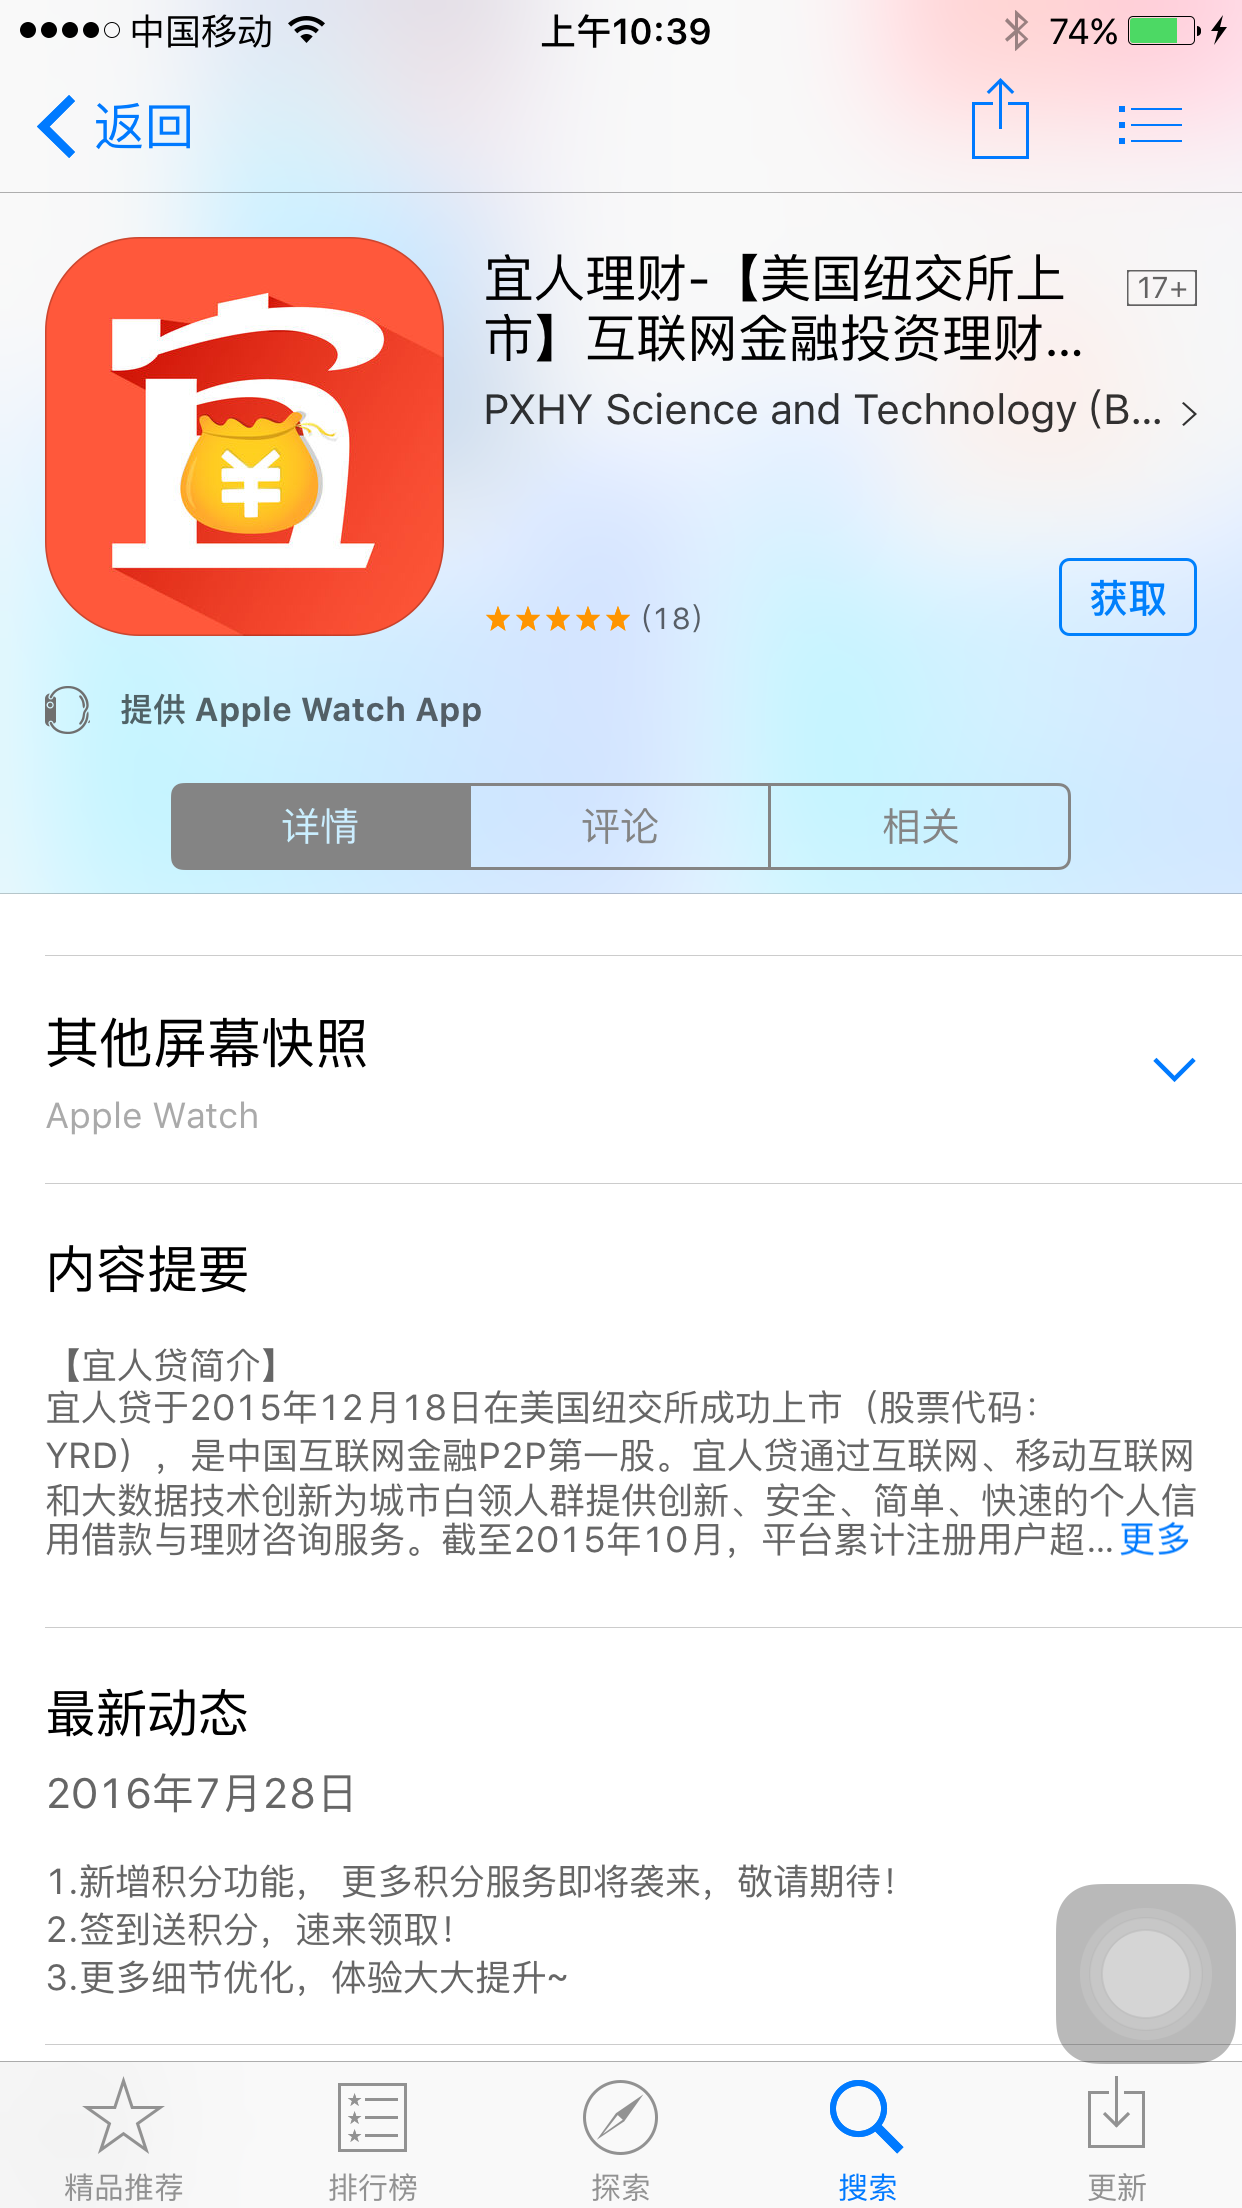 中国移动
上午10:39
74%
返回
宜人理财-【美国纽交所上
市】互联网金融投资理财...
17+
PXHY Science and Technology (B...
宜
¥
(18)
获取
提供 Apple Watch App
详情
评论
相关
其他屏幕快照
Apple Watch
内容提要
【宜人贷简介】
宜人贷于2015年12月18日在美国纽交所成功上市（股票代码：
YRD），是中国互联网金融P2P第一股。宜人贷通过互联网、移动互联网
和大数据技术创新为城市白领人群提供创新、安全、简单、快速的个人信
用借款与理财咨询服务。截至2015年10月，平台累计注册用户超... 更多
最新动态
2016年7月28日
1.新增积分功能， 更多积分服务即将袭来，敬请期待！
2.签到送积分，速来领取！
3.更多细节优化，体验大大提升~
精品推荐
排行榜
探索
搜索
更新